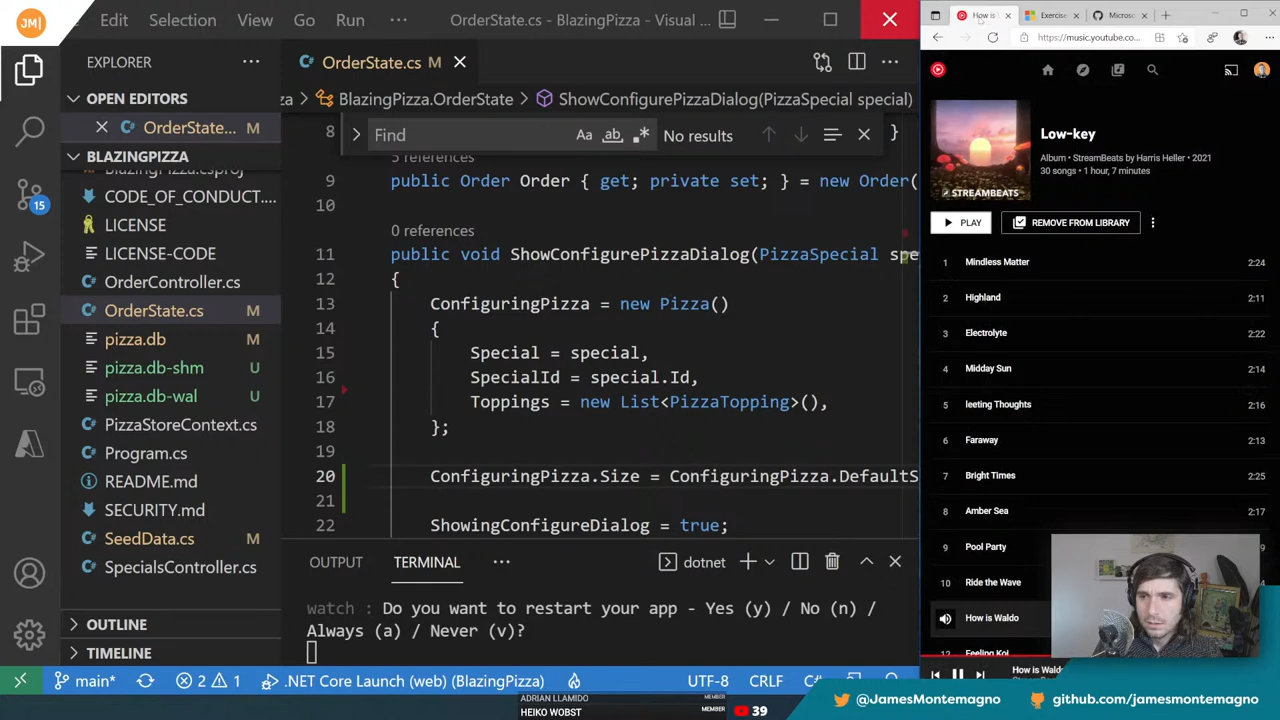 JM|
File
Edit
Selection
View
Go
Run
OrderState.cs - BlazingPizza - Visual ...
EXPLORER
OPEN EDITORS
OrderState... M
BLAZINGPIZZA
BlazingPizza.csproj
CODE_OF_CONDUCT....
LICENSE
LICENSE-CODE
OrderController.cs
OrderState.cs M
pizza.db M
pizza.db-shm U
pizza.db-wal U
PizzaStoreContext.cs
Program.cs
README.md
SECURITY.md
SeedData.cs M
SpecialsController.cs
OUTLINE
TIMELINE
15
OrderState.cs M
za > BlazingPizza.OrderState > ShowConfigurePizzaDialog(PizzaSpecial special)
Find
Aa
ab
No results
8 }
5 references
9 public Order Order { get; private set; } = new Order(
10
0 references
11 public void ShowConfigurePizzaDialog(PizzaSpecial spe
12 {
13 ConfiguringPizza = new Pizza()
14 {
15 Special = special,
16 SpecialId = special.Id,
17 Toppings = new List<PizzaTopping>(),
18 };
19
20 ConfiguringPizza.Size = ConfiguringPizza.DefaultS
21
22 ShowingConfigureDialog = true;
OUTPUT
TERMINAL
dotnet
watch : Do you want to restart your app - Yes (y) / No (n) /
Always (a) / Never (v)?
main*
2
1
.NET Core Launch (web) (BlazingPizza)
UTF-8
CRLF
C#
ADRIAN LLAMIDO MEMBER
HEIKO WOBST MEMBER
39
@JamesMontemagno
github.com/jamesmontemagno
How is
Exercise
Microso
https://music.youtube.co...
STREAMBEATS
Low-key
Album • StreamBeats by Harris Heller • 2021
30 songs • 1 hour, 7 minutes
PLAY
REMOVE FROM LIBRARY
1 Mindless Matter 2:24
2 Highland 2:11
3 Electrolyte 2:22
4 Midday Sun 2:14
5 leeting Thoughts 2:16
6 Faraway 2:13
7 Bright Times 2:25
8 Amber Sea 2:17
9 Pool Party
10 Ride the Wave
How is Waldo
12 Feeling Koi
How is Wald